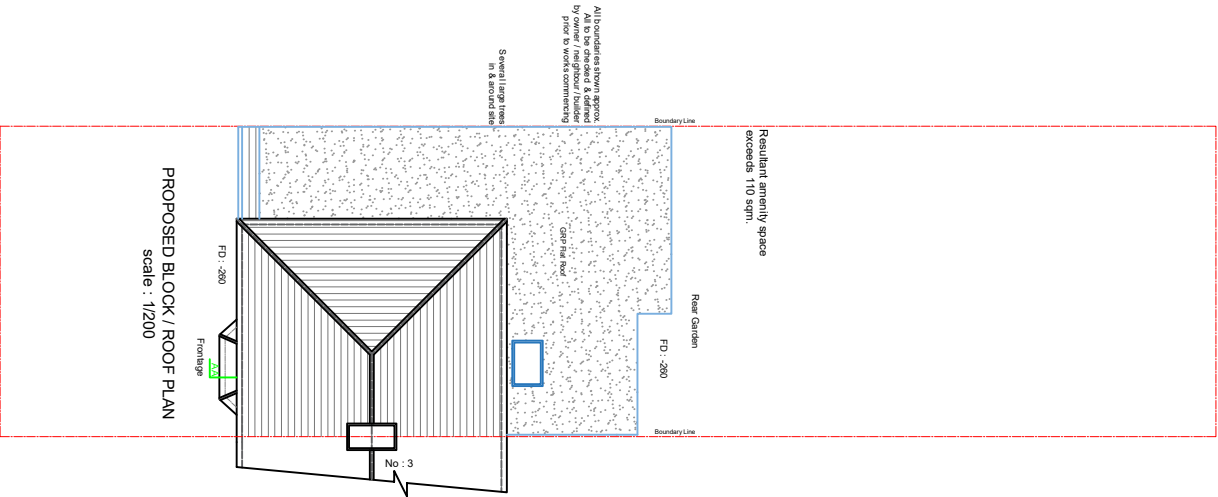 All boundaries shown approx.
All to be checked & defined
by owner / neighbour / builder
prior to works commencing
Several large trees
in & around site
Boundary Line
Resultant amenity space
exceeds 110 sqm.
GRP Flat Roof
Rear Garden
FD : -260
FD : -260
Frontage
PROPOSED BLOCK / ROOF PLAN
scale : 1/200
Boundary Line
No : 3